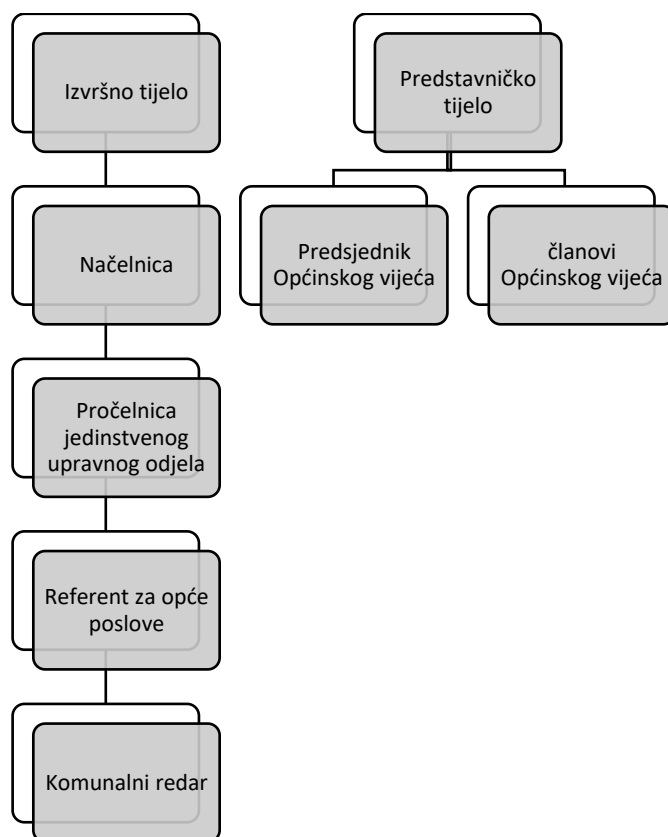 Izvršno tijelo
Načelnica
Pročelnica
jedinstvenog
upravnog odjela
Referent za opće
poslove
Komunalni redar
Predstavničko
tijelo
Predsjednik
Općinskog vijeća
članovi
Općinskog vijeća